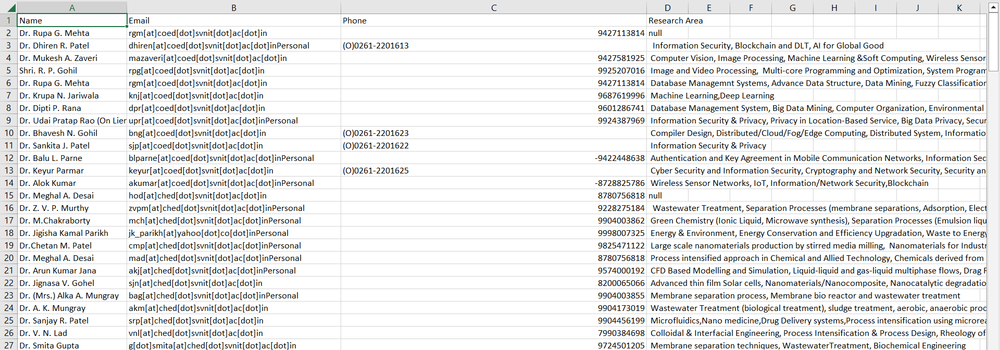 A B C D E F G H I J K
1 Name Email Phone Research Area
2 Dr. Rupa G. Mehta rgm[at]coed[dot]svnit[dot]ac[dot]in 9427113814 null
3 Dr. Dhiren R. Patel dhiren[at]coed[dot]svnit[dot]ac[dot]inPersonal (O)0261-2201613 Information Security, Blockchain and DLT, AI for Global Good
4 Dr. Mukesh A. Zaveri mazaveri[at]coed[dot]svnit[dot]ac[dot]in 9427581925 Computer Vision, Image Processing, Machine Learning &Soft Computing, Wireless Sensor
5 Shri. R. P. Gohil rpg[at]coed[dot]svnit[dot]ac[dot]in 9925207016 Image and Video Processing, Multi-core Programming and Optimization, System Program
6 Dr. Rupa G. Mehta rgm[at]coed[dot]svnit[dot]ac[dot]in 9427113814 Database Managemnt Systems, Advance Data Structure, Data Mining, Fuzzy Classification
7 Dr. Krupa N. Jariwala knj[at]coed[dot]svnit[dot]ac[dot]in 9687619996 Machine Learning,Deep Learning
8 Dr. Dipti P. Rana dpr[at]coed[dot]svnit[dot]ac[dot]in 9601286741 Database Management System, Big Data Mining, Computer Organization, Environmental
9 Dr. Udai Pratap Rao (On Lien upr[at]coed[dot]svnit[dot]ac[dot]inPersonal 9924387969 Information Security & Privacy, Privacy in Location-Based Service, Big Data Privacy, Secur
10 Dr. Bhavesh N. Gohil bng[at]coed[dot]svnit[dot]ac[dot]in (O)0261-2201623 Compiler Design, Distributed/Cloud/Fog/Edge Computing, Distributed System, Informatio
11 Dr. Sankita J. Patel sjp[at]coed[dot]svnit[dot]ac[dot]in (O)0261-2201622 Information Security & Privacy
12 Dr. Balu L. Parne blparne[at]coed[dot]svnit[dot]ac[dot]inPersonal -9422448638 Authentication and Key Agreement in Mobile Communication Networks, Information Sec
13 Dr. Keyur Parmar keyur[at]coed[dot]svnit[dot]ac[dot]in (O)0261-2201625 Cyber Security and Information Security, Cryptography and Network Security, Security an
14 Dr. Alok Kumar akumar[at]coed[dot]svnit[dot]ac[dot]inPersonal -8728825786 Wireless Sensor Networks, IoT, Information/Network Security,Blockchain
15 Dr. Meghal A. Desai hod[at]ched[dot]svnit[dot]ac[dot]in 8780756818 null
16 Dr. Z. V. P. Murthy zvpm[at]ched[dot]svnit[dot]ac[dot]inPersonal 9228275184 Wastewater Treatment, Separation Processes (membrane separations, Adsorption, Elect
17 Dr. M.Chakraborty mch[at]ched[dot]svnit[dot]ac[dot]inPersonal 9904003862 Green Chemistry (Ionic Liquid, Microwave synthesis), Separation Processes (Emulsion liqu
18 Dr. Jigisha Kamal Parikh jk_parikh[at]yahoo[dot]co[dot]inPersonal 9998007325 Energy & Environment, Energy Conservation and Efficiency Upgradation, Waste to Energy
19 Dr.Chetan M. Patel cmp[at]ched[dot]svnit[dot]ac[dot]inPersonal 9825471122 Large scale nanomaterials production by stirred media milling, Nanomaterials for Industr
20 Dr. Meghal A. Desai mad[at]ched[dot]svnit[dot]ac[dot]inPersonal 8780756818 Process intensified approach in Chemical and Allied Technology, Chemicals derived from
21 Dr. Arun Kumar Jana akj[at]ched[dot]svnit[dot]ac[dot]inPersonal 9574000192 CFD Based Modelling and Simulation, Liquid-liquid and gas-liquid multiphase flows, Drag R
22 Dr. Jignasa V. Gohel sjn[at]ched[dot]svnit[dot]ac[dot]in 8200065066 Advanced thin film Solar cells, Nanomaterials/Nanocomposite, Nanocatalytic degradatio
23 Dr. (Mrs.) Alka A. Mungray bag[at]ched[dot]svnit[dot]ac[dot]inPersonal 9904003855 Membrane separation process, Membrane bio reactor and wastewater treatment
24 Dr. A. K. Mungray akm[at]ched[dot]svnit[dot]ac[dot]in 9904173019 Wastewater Treatment (biological treatment), sludge treatment, aerobic, anaerobic proc
25 Dr. Sanjay R. Patel srp[at]ched[dot]svnit[dot]ac[dot]in 9904456199 Microfluidics,Nano medicine,Drug Delivery systems,Process intensification using microrea
26 Dr. V. N. Lad vnl[at]ched[dot]svnit[dot]ac[dot]in 7990384698 Colloidal & Interfacial Engineering, Process Intensification & Process Design, Rheology of
27 Dr. Smita Gupta g[dot]smita[at]ched[dot]svnit[dot]ac[dot]in 9724501205 Membrane separation techniques, WastewaterTreatment, Biochemical Engineering